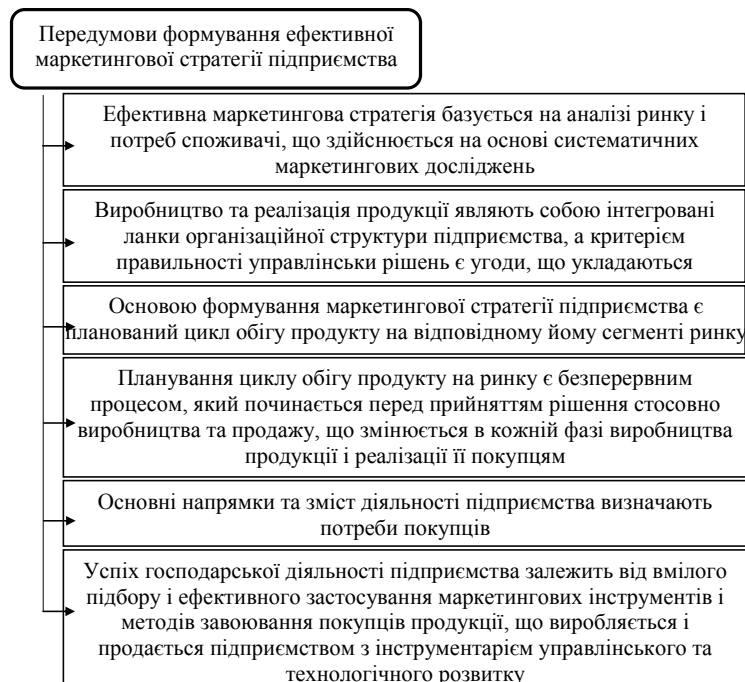 Передумови формування ефективної
маркетингової стратегії підприємства
Ефективна маркетингова стратегія базується на аналізі ринку і
потреб споживачі, що здійснюється на основі систематичних
маркетингових досліджень
Виробництво та реалізація продукції являють собою інтегровані
ланки організаційної структури підприємства, а критерієм
правильності управлінськи рішень є угоди, що укладаються
Основою формування маркетингової стратегії підприємства є
планований цикл обігу продукту на відповідному йому сегменті ринку
Планування циклу обігу продукту на ринку є безперервним
процесом, який починається перед прийняттям рішення стосовно
виробництва та продажу, що змінюється в кожній фазі виробництва
продукції і реалізації її покупцям
Основні напрямки та зміст діяльності підприємства визначають
потреби покупців
Успіх господарської діяльності підприємства залежить від вмілого
підбору і ефективного застосування маркетингових інструментів і
методів завоювання покупців продукції, що виробляється і
продається підприємством з інструментарієм управлінського та
технологічного розвитку